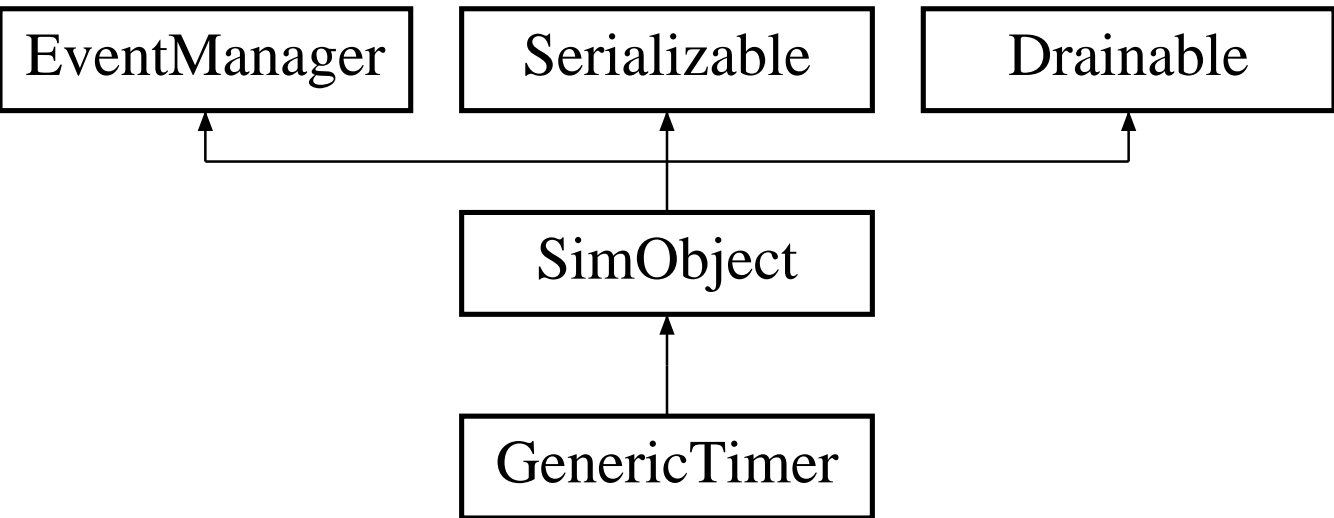 EventManager
Serializable
Drainable
SimObject
GenericTimer